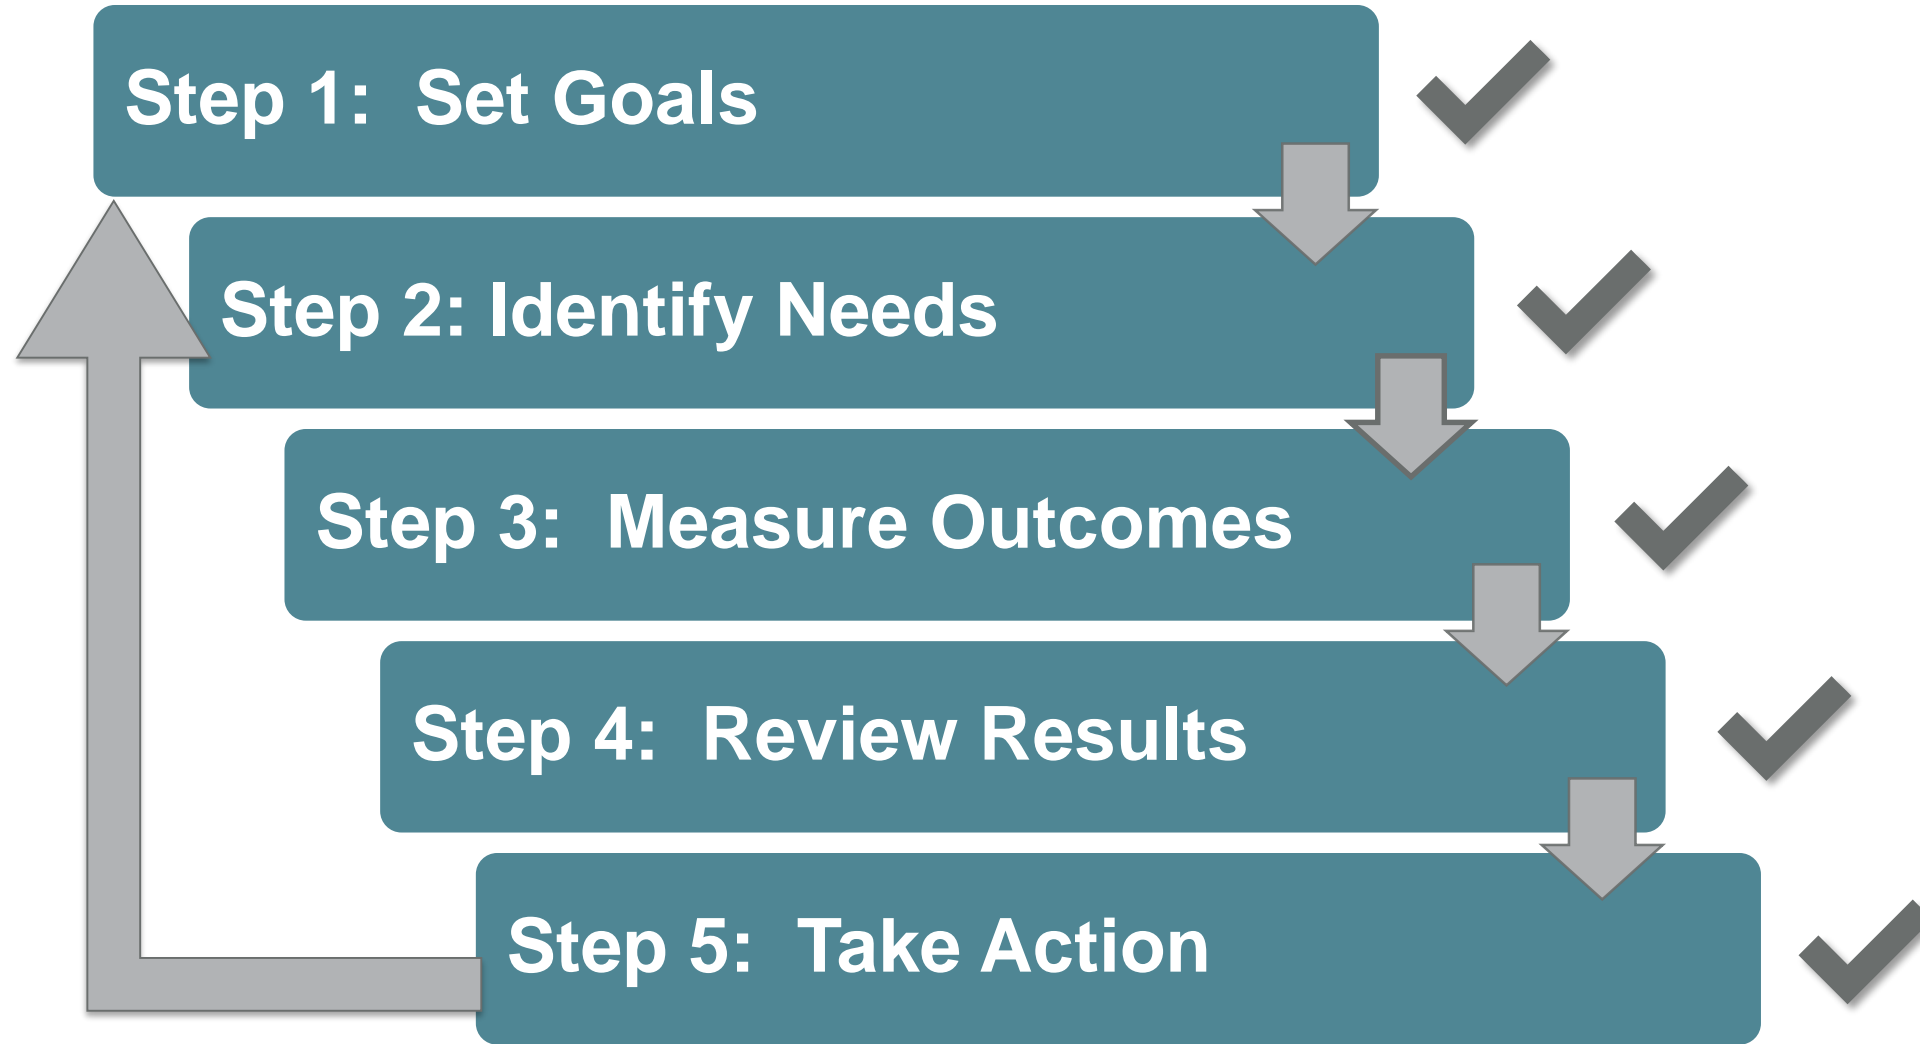 Step 1:  Set Goals
Step 2: Identify Needs
Step 3:  Measure Outcomes
Step 4:  Review Results
Step 5:  Take Action